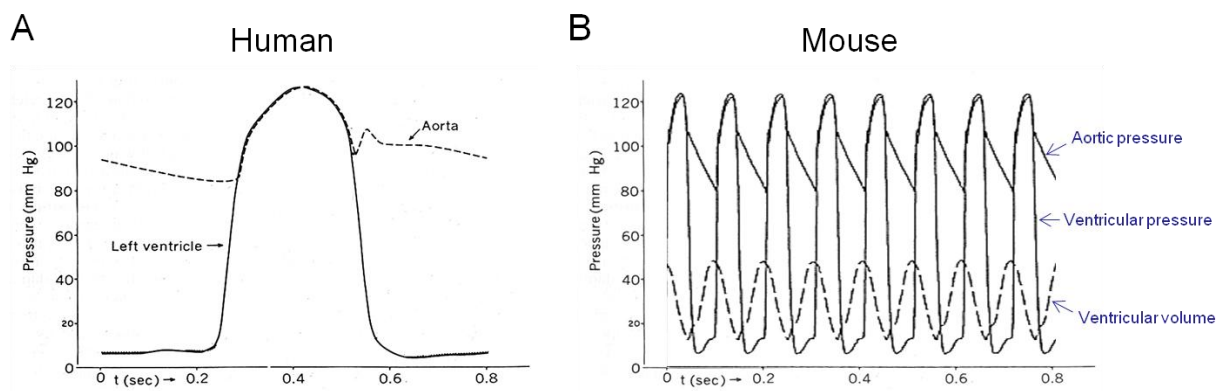 A
Human
120
100
80
60
40
20
0
Pressure (mm Hg)
Aorta
Left ventricle →
0
t (sec) →
0.2
0.4
0.6
0.8
B
Mouse
120
100
80
60
40
20
0
Pressure (mm Hg)
0
t (sec) →
0.2
0.4
0.6
0.8
Aortic pressure
Ventricular pressure
Ventricular volume